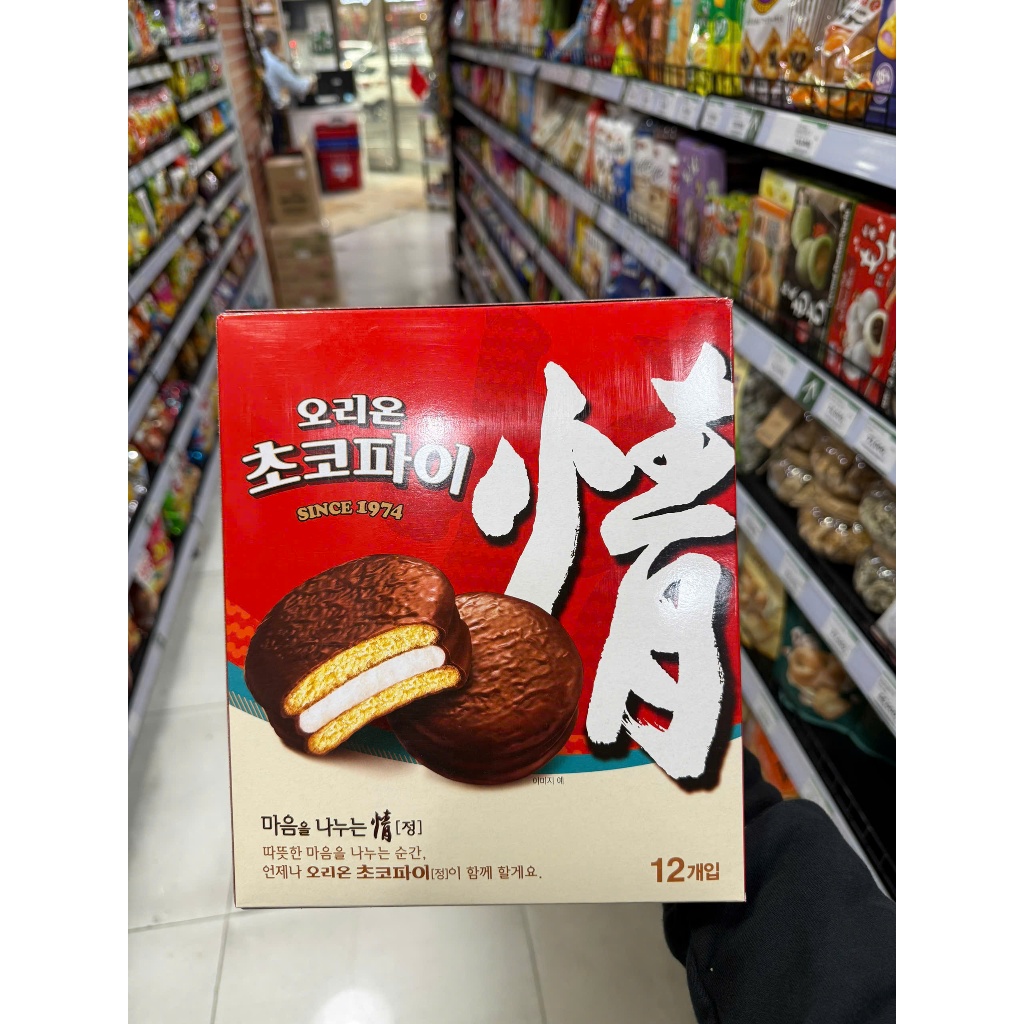 오리온
초코파이
SINCE 1974
情
이미지 예
마음을 나누는 情 [정]
따뜻한 마음을 나누는 순간,
언제나 오리온 초코파이[정]이 함께 할게요.
12개입